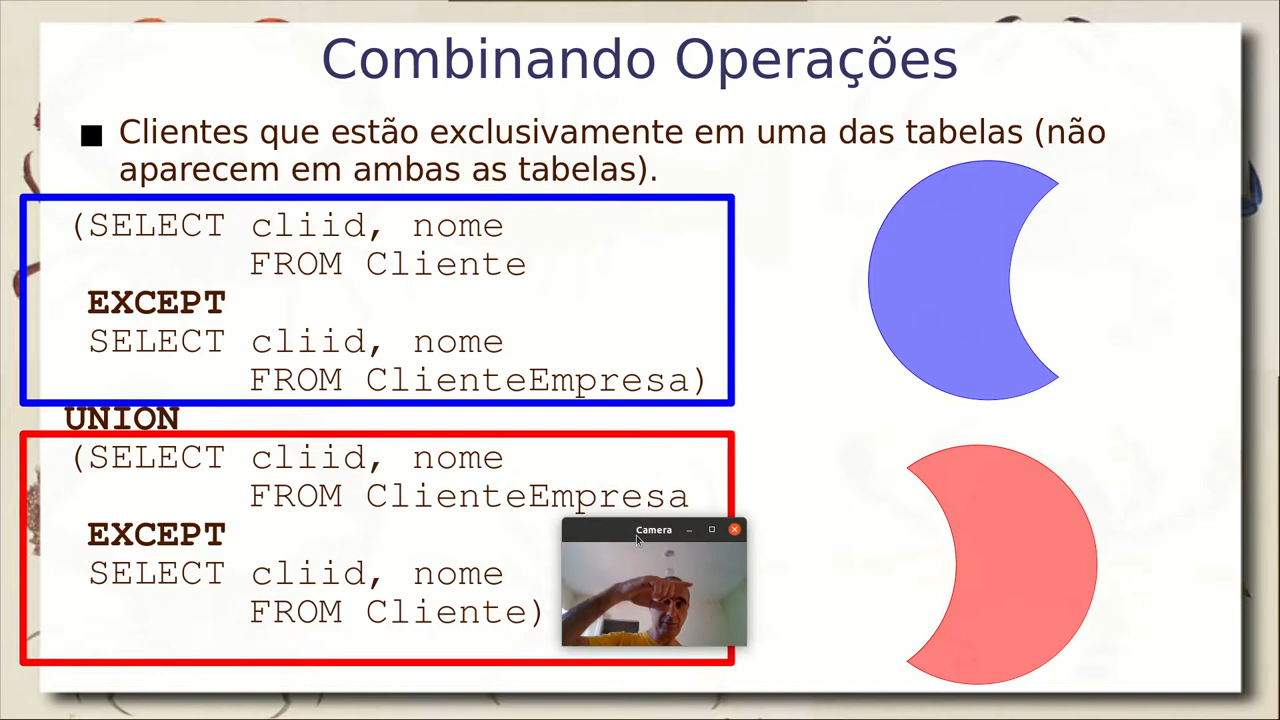 Combinando Operações
Clientes que estão exclusivamente em uma das tabelas (não
aparecem em ambas as tabelas).
(SELECT cliid, nome
FROM Cliente
EXCEPT
SELECT cliid, nome
FROM ClienteEmpresa)
UNION
(SELECT cliid, nome
FROM ClienteEmpresa
EXCEPT
SELECT cliid, nome
FROM Cliente)
Camera